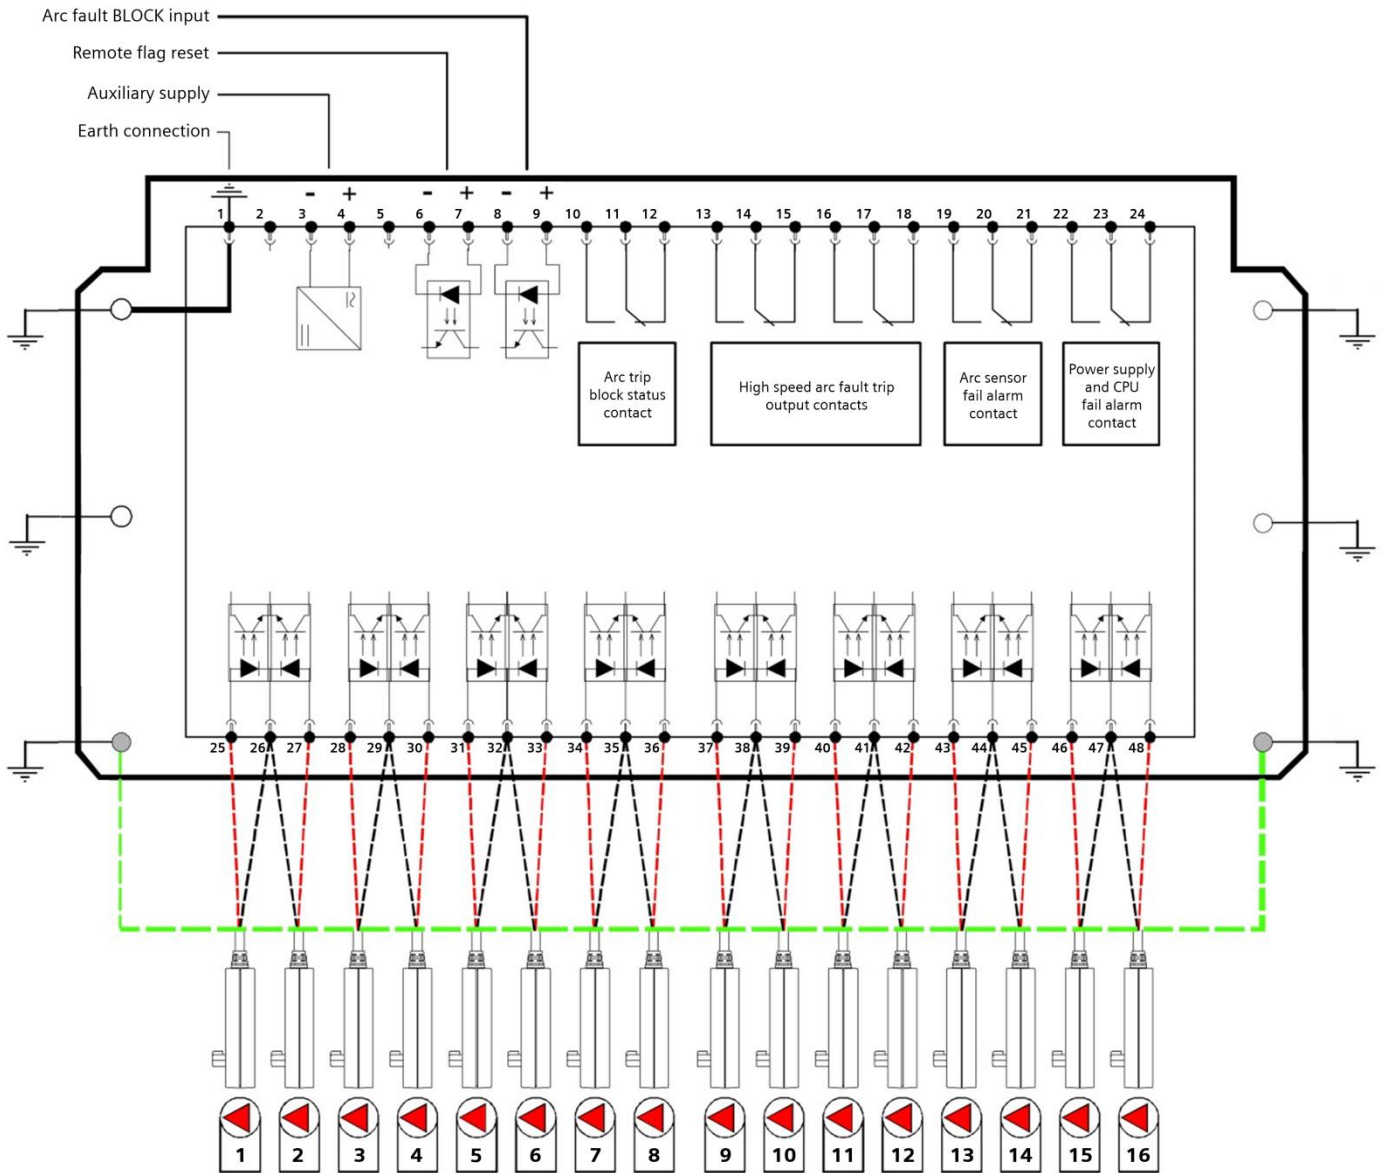 Arc fault BLOCK input
Remote flag reset
Auxiliary supply
Earth connection
- + - + - +
1 2 3 4 5 6 7 8 9 10 11 12 13 14 15 16 17 18 19 20 21 22 23 24
Arc trip
block status
contact
High speed arc fault trip
output contacts
Arc sensor
fail alarm
contact
Power supply
and CPU
fail alarm
contact
25 26 27 28 29 30 31 32 33 34 35 36 37 38 39 40 41 42 43 44 45 46 47 48
1 2 3 4 5 6 7 8 9 10 11 12 13 14 15 16